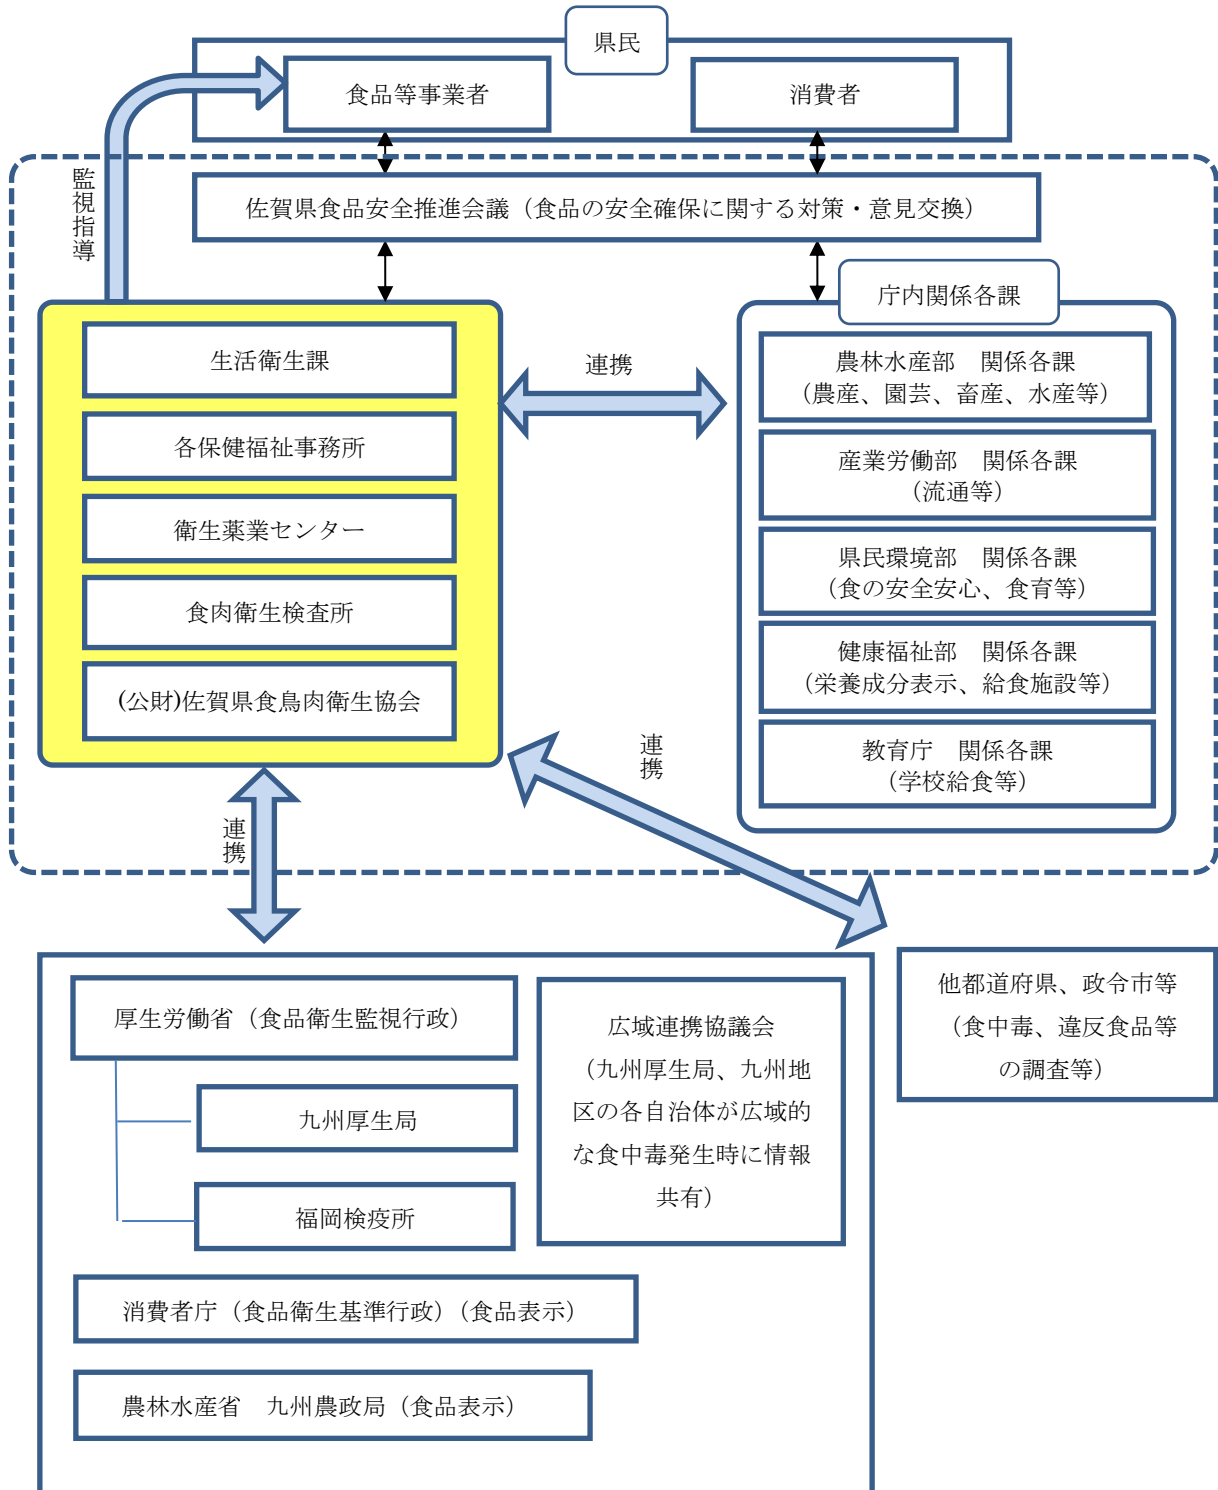 県民
食品等事業者
消費者
監視指導
佐賀県食品安全推進会議（食品の安全確保に関する対策・意見交換）
生活衛生課
各保健福祉事務所
衛生薬業センター
食肉衛生検査所
(公財)佐賀県食鳥肉衛生協会
連携
庁内関係各課
農林水産部　関係各課
（農産、園芸、畜産、水産等）
産業労働部　関係各課
（流通等）
県民環境部　関係各課
（食の安全安心、食育等）
健康福祉部　関係各課
（栄養成分表示、給食施設等）
教育庁　関係各課
（学校給食等）
連携
連携
厚生労働省（食品衛生監視行政）
九州厚生局
福岡検疫所
広域連携協議会
（九州厚生局、九州地
区の各自治体が広域的
な食中毒発生時に情報
共有）
消費者庁（食品衛生基準行政）（食品表示）
農林水産省　九州農政局（食品表示）
他都道府県、政令市等
（食中毒、違反食品等
の調査等）